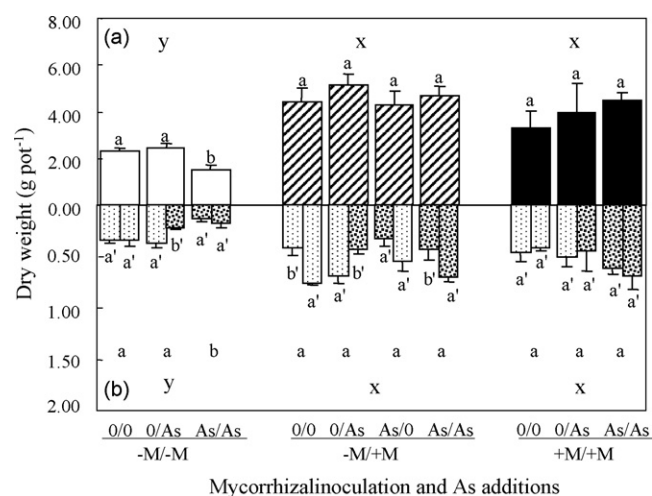 8.00
(a)
y x x
6.00
a a a a
a a a
4.00
a a b
2.00
0.00
Dry weight (g pot-1)
a' a' a' b' a' a'
b' a' a' b' a' a' b' a'
a' a' a' a' a' a'
0.50
1.00
a a b a a a a a a a
1.50
(b)
y x x
2.00
0/0 0/As As/As 0/0 0/As As/0 As/As 0/0 0/As As/As
-M/-M -M/+M +M/+M
Mycorrhizalinoculation and As additions